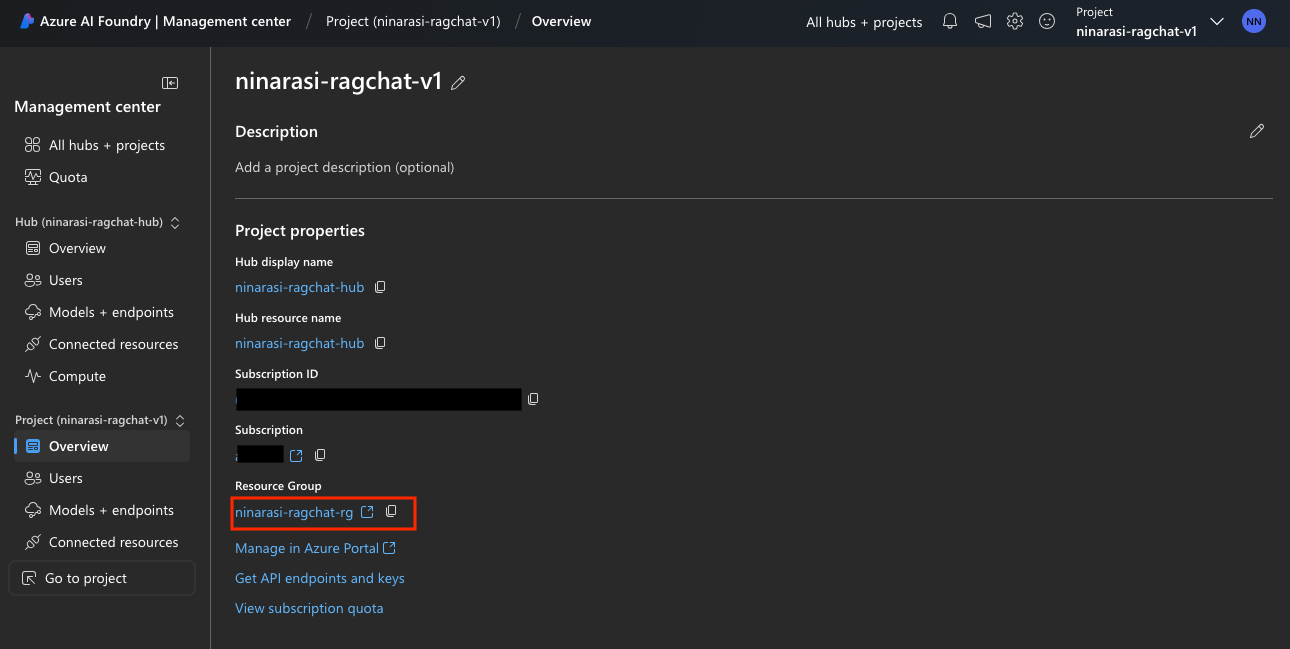 Azure AI Foundry | Management center / Project (ninarasi-ragchat-v1) / Overview
All hubs + projects
Project
ninarasi-ragchat-v1
NN
Management center
All hubs + projects
Quota
Hub (ninarasi-ragchat-hub)
Overview
Users
Models + endpoints
Connected resources
Compute
Project (ninarasi-ragchat-v1)
Overview
Users
Models + endpoints
Connected resources
Go to project
ninarasi-ragchat-v1
Description
Add a project description (optional)
Project properties
Hub display name
ninarasi-ragchat-hub
Hub resource name
ninarasi-ragchat-hub
Subscription ID
Subscription
Resource Group
ninarasi-ragchat-rg
Manage in Azure Portal
Get API endpoints and keys
View subscription quota